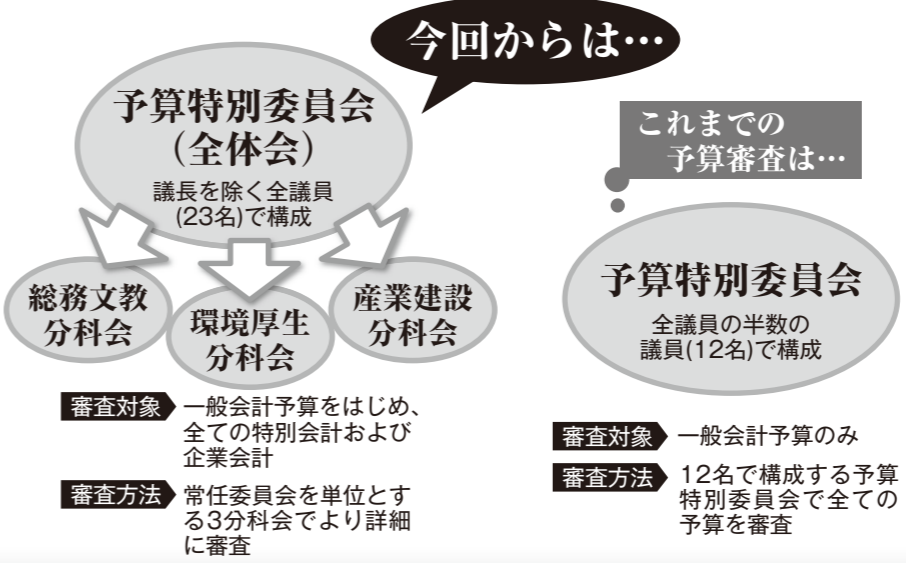 今回からは…
予算特別委員会
（全体会）
議長を除く全議員
(23名)で構成
総務文教
分科会
環境厚生
分科会
産業建設
分科会
審査対象
一般会計予算をはじめ、
全ての特別会計および
企業会計
審査方法
常任委員会を単位とす
る3分科会でより詳細
に審査
これまでの
予算審査は…
予算特別委員会
全議員の半数の
議員(12名)で構成
審査対象
一般会計予算のみ
審査方法
12名で構成する予算
特別委員会で全ての
予算を審査